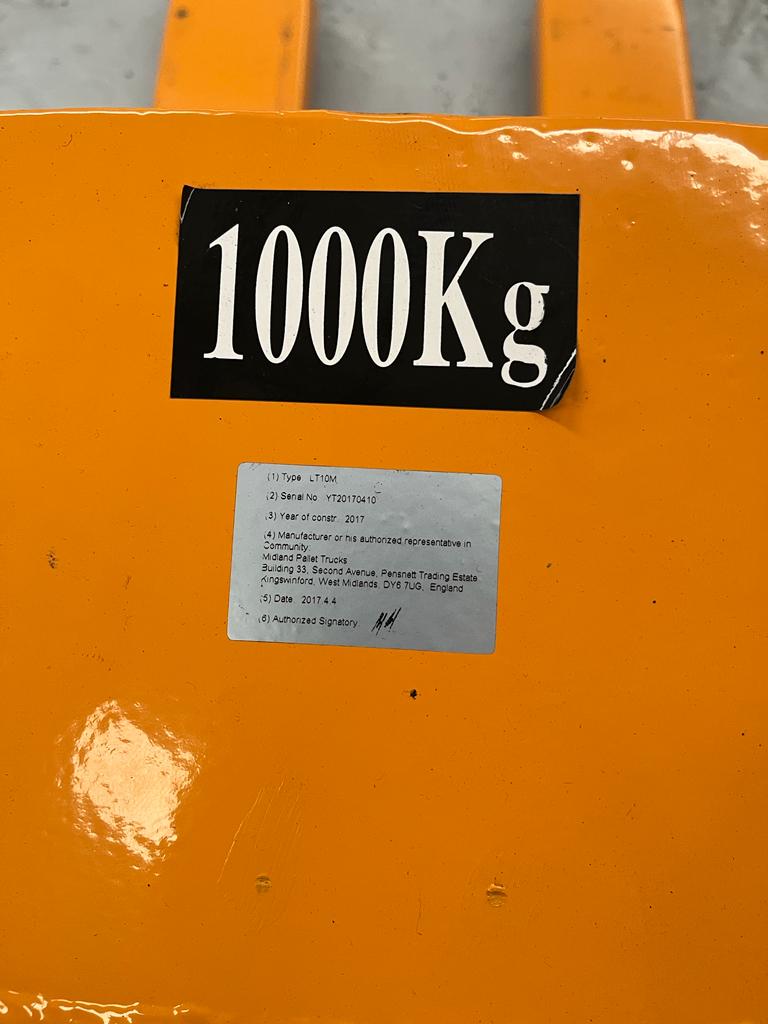 1000Kg
(1) Type LT10M
(2) Serial No. YT20170410
(3) Year of constr. 2017
(4) Manufacturer or his authorized representative in
Community:
Midland Pallet Trucks
Building 33, Second Avenue, Pensnett Trading Estate
Kingswinford, West Midlands, DY6 7UG, England
(5) Date. 2017.4.4
(6) Authorized Signatory: